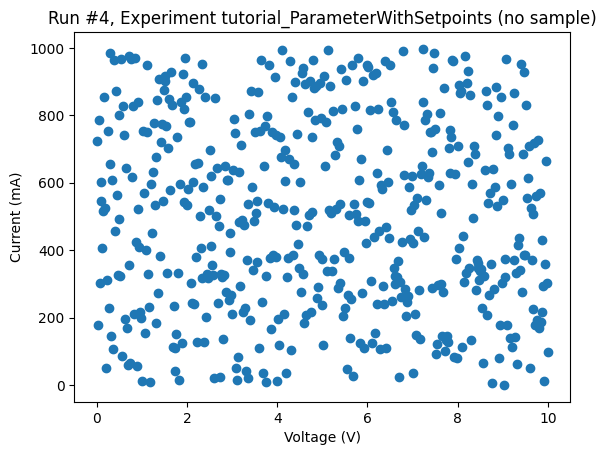 Run #4, Experiment tutorial_ParameterWithSetpoints (no sample)
1000
800
600
400
200
0
Current (mA)
0 2 4 6 8 10
Voltage (V)